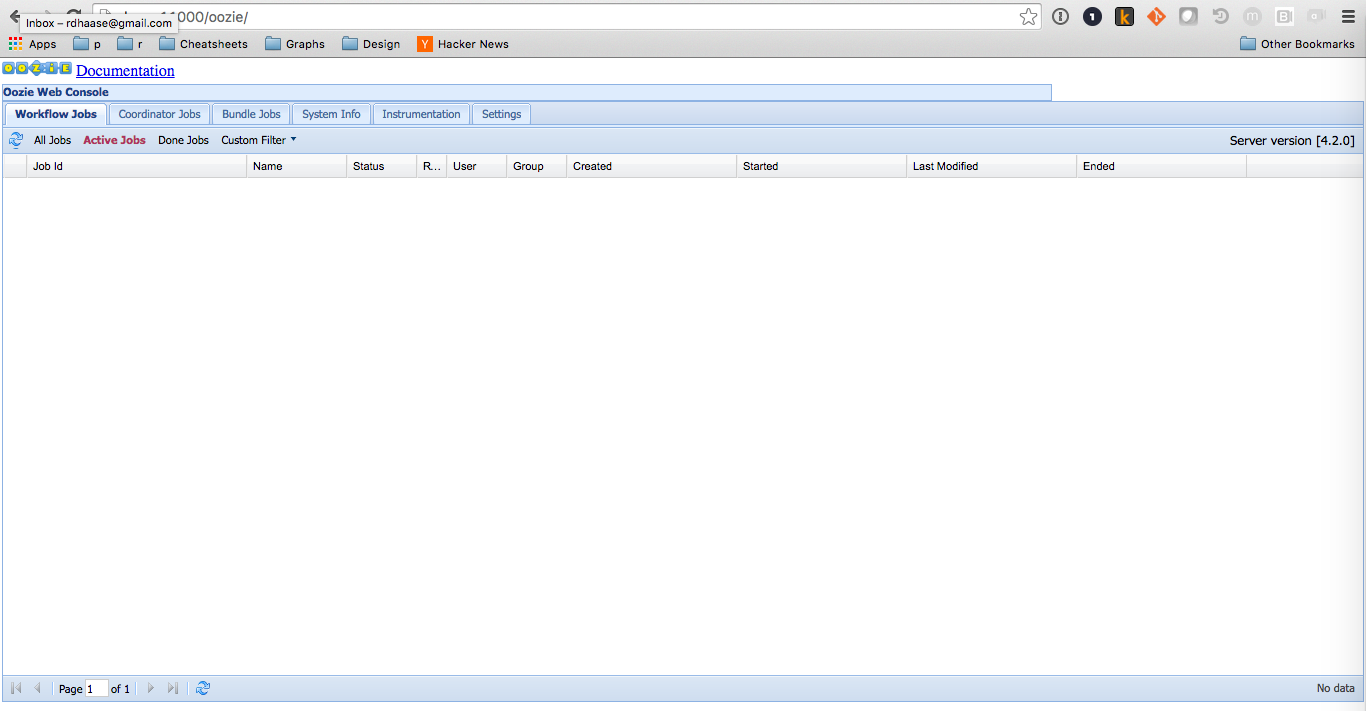 000/oozie/
Inbox – rdhaase@gmail.com
Apps p r Cheatsheets Graphs Design Y Hacker News Other Bookmarks
OOZIE Documentation
Oozie Web Console
Workflow Jobs Coordinator Jobs Bundle Jobs System Info Instrumentation Settings
All Jobs Active Jobs Done Jobs Custom Filter Server version [4.2.0]
Job Id Name Status R... User Group Created Started Last Modified Ended
Page 1 of 1 No data